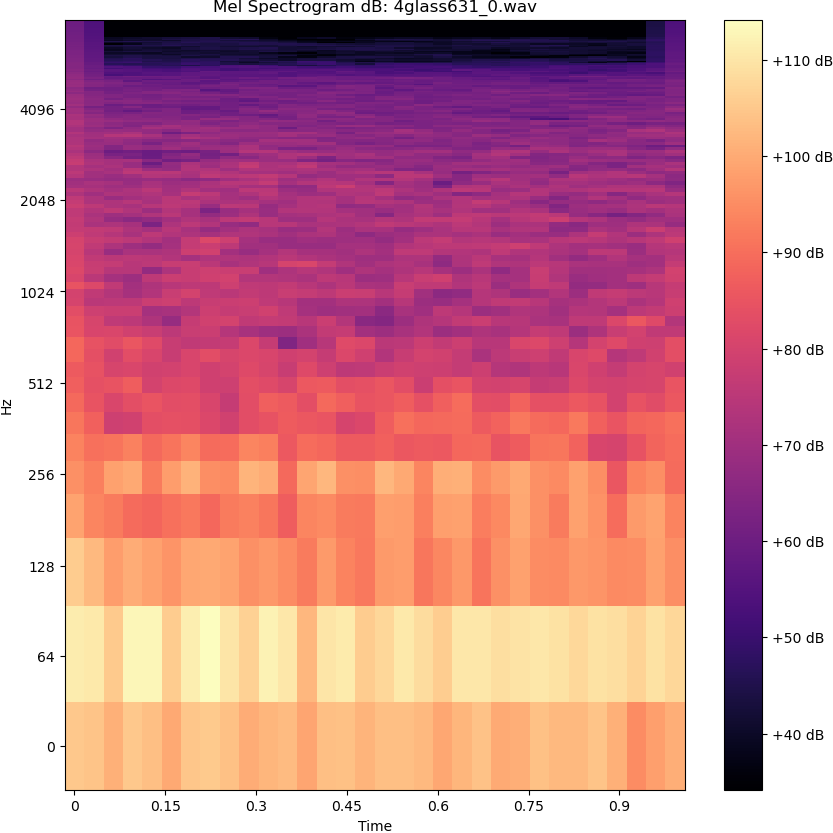 Mel Spectrogram dB: 4glass631_0.wav
Hz
4096
2048
1024
512
256
128
64
0
0 0.15 0.3 0.45 0.6 0.75 0.9
Time
+110 dB
+100 dB
+90 dB
+80 dB
+70 dB
+60 dB
+50 dB
+40 dB